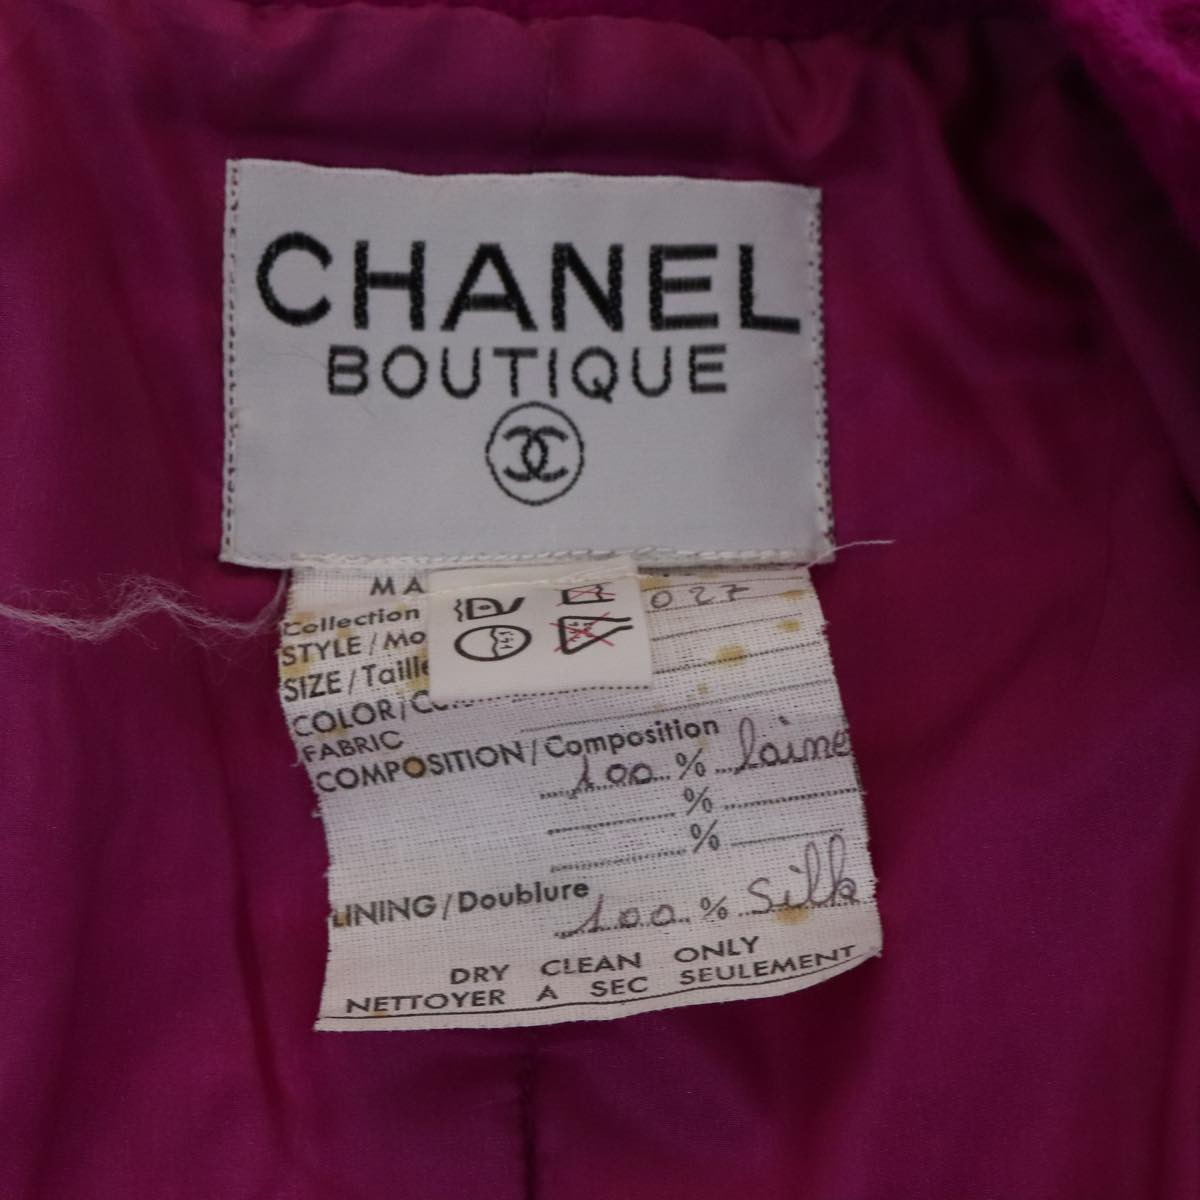 CHANEL
BOUTIQUE
MA
Collection 027
STYLE/Mo
SIZE/Taille
COLOR/C
FABRIC
COMPOSITION/Composition
100 % laine
%
%
LINING/Doublure
100 % Silk
DRY CLEAN ONLY
NETTOYER A SEC SEULEMENT